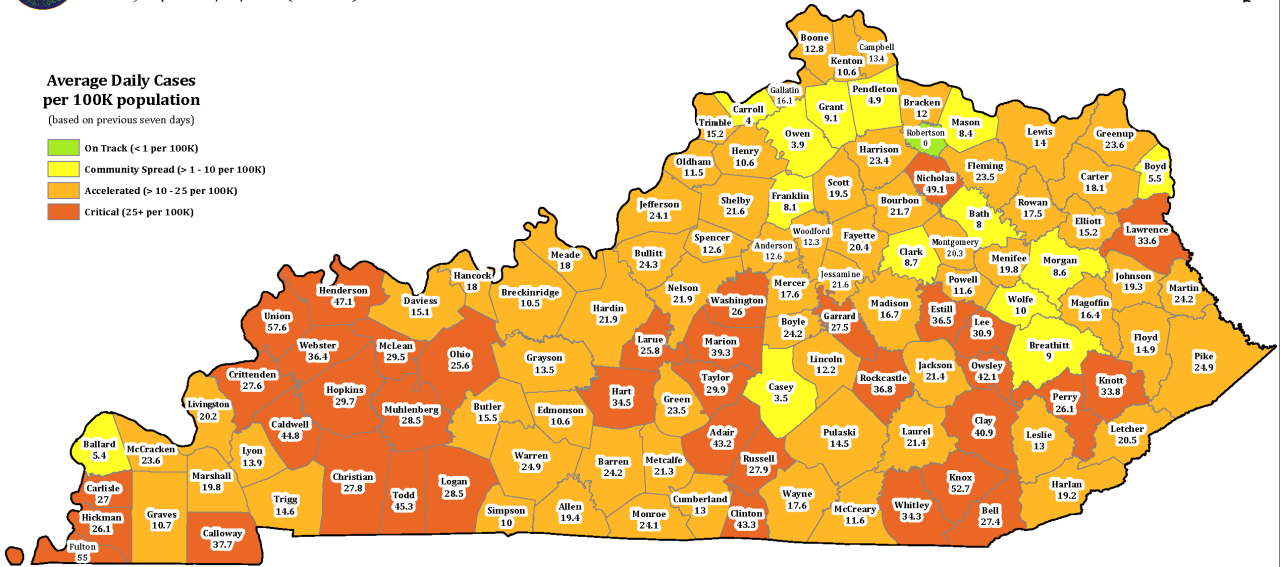 Average Daily Cases
per 100K population
(based on previous seven days)
On Track (< 1 per 100K)
Community Spread (> 1 - 10 per 100K)
Accelerated (> 10 - 25 per 100K)
Critical (25+ per 100K)
Boone
12.8
Kenton
10.6
Campbell
13.4
Gallatin
16.1
Carroll
4
Trimble
15.2
Owen
3.9
Grant
9.1
Pendleton
4.9
Bracken
12
Robertson
0
Mason
8.4
Lewis
14
Greenup
23.6
Boyd
5.5
Carter
18.1
Oldham
11.5
Henry
10.6
Harrison
23.4
Nicholas
49.1
Fleming
23.5
Rowan
17.5
Elliott
15.2
Lawrence
33.6
Jefferson
24.1
Shelby
21.6
Franklin
8.1
Scott
19.5
Bourbon
21.7
Bath
8
Spencer
12.6
Anderson
12.6
Woodford
12.3
Fayette
20.4
Clark
8.7
Montgomery
20.3
Menifee
19.8
Morgan
8.6
Johnson
19.3
Martin
24.2
Meade
18
Bullitt
24.3
Hancock
18
Breckinridge
10.5
Hardin
21.9
Nelson
21.9
Washington
26
Mercer
17.6
Jessamine
21.6
Madison
16.7
Powell
11.6
Estill
36.5
Wolfe
10
Magoffin
16.4
Floyd
14.9
Pike
24.9
Henderson
47.1
Daviess
15.1
Union
57.6
Webster
36.4
McLean
29.5
Ohio
25.6
Grayson
13.5
Larue
25.8
Marion
39.3
Boyle
24.2
Garrard
27.5
Lee
30.9
Breathitt
9
Crittenden
27.6
Hopkins
29.7
Muhlenberg
28.5
Butler
15.5
Edmonson
10.6
Hart
34.5
Green
23.5
Taylor
29.9
Casey
3.5
Lincoln
12.2
Rockcastle
36.8
Jackson
21.4
Owsley
42.1
Perry
26.1
Knott
33.8
Livingston
20.2
Caldwell
44.8
Lyon
13.9
Ballard
5.4
McCracken
23.6
Marshall
19.8
Carlisle
27
Hickman
26.1
Fulton
55
Graves
10.7
Calloway
37.7
Trigg
14.6
Christian
27.8
Todd
45.3
Logan
28.5
Warren
24.9
Simpson
10
Allen
19.4
Barren
24.2
Metcalfe
21.3
Monroe
24.1
Cumberland
13
Adair
43.2
Russell
27.9
Clinton
43.3
Wayne
17.6
Pulaski
14.5
McCreary
11.6
Laurel
21.4
Clay
40.9
Leslie
13
Letcher
20.5
Whitley
34.3
Knox
52.7
Bell
27.4
Harlan
19.2